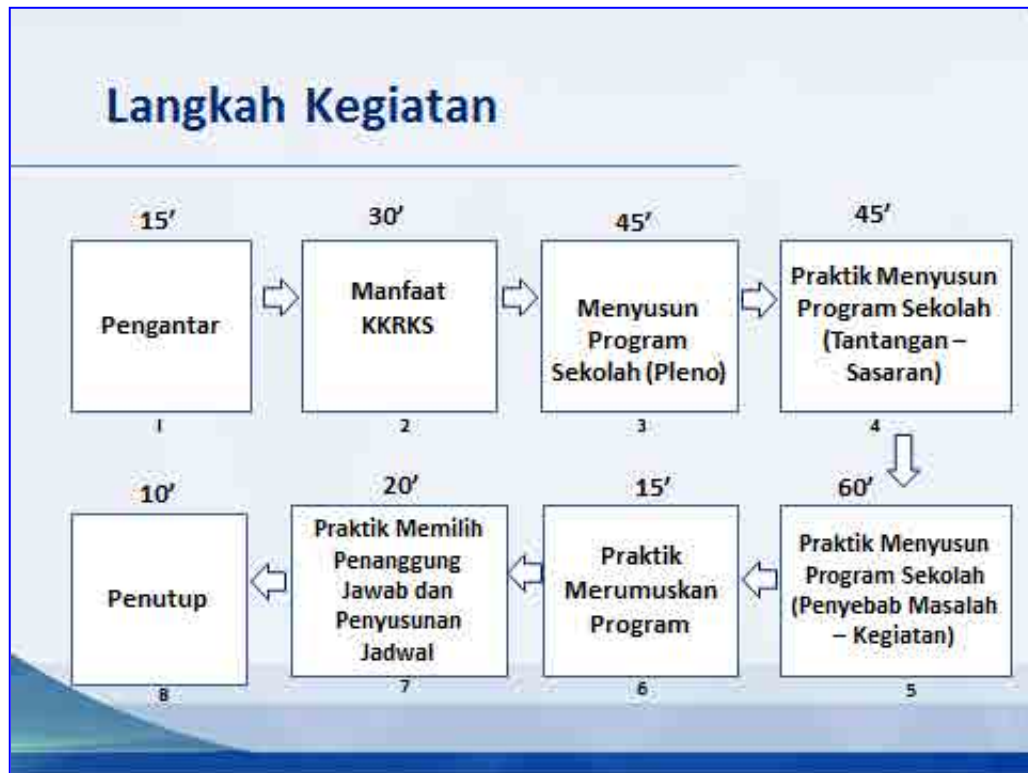 Langkah Kegiatan
15'
Pengantar
1
30'
Manfaat
KKRKS
2
45'
Menyusun
Program
Sekolah (Pleno)
3
45'
Praktik Menyusun
Program Sekolah
(Tantangan –
Sasaran)
4
60'
Praktik Menyusun
Program Sekolah
(Penyebab Masalah
– Kegiatan)
5
15'
Praktik
Merumuskan
Program
6
20'
Praktik Memilih
Penanggung
Jawab dan
Penyusunan
Jadwal
7
10'
Penutup
8